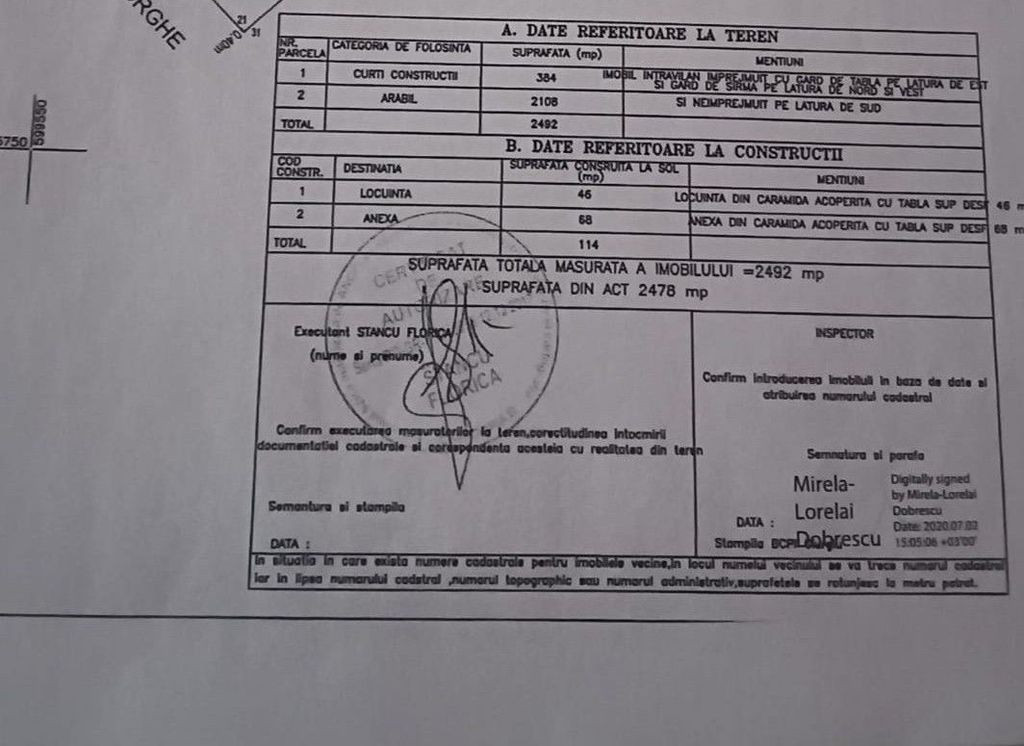 RGHE
21
31
0.40m
5750
599550
A. DATE REFERITOARE LA TEREN
NR. PARCELA CATEGORIA DE FOLOSINTA SUPRAFATA (mp) MENTIUNI
1 CURTI CONSTRUCTII 384 IMOBIL INTRAVILAN IMPREJMUIT CU GARD DE TABLA PE LATURA DE EST
SI GARD DE SIRMA PE LATURA DE NORD SI VEST
2 ARABIL 2108 SI NEIMPREJMUIT PE LATURA DE SUD
TOTAL 2492
B. DATE REFERITOARE LA CONSTRUCTII
COD CONSTR. DESTINATIA SUPRAFATA CONSRUITA LA SOL (mp) MENTIUNI
1 LOCUINTA 46 LOCUINTA DIN CARAMIDA ACOPERITA CU TABLA SUP DESF 46 m
2 ANEXA 68 ANEXA DIN CARAMIDA ACOPERITA CU TABLA SUP DESF 68 m
TOTAL 114
SUPRAFATA TOTALA MASURATA A IMOBILULUI =2492 mp
SUPRAFATA DIN ACT 2478 mp
Executant STANCU FLORICA
(nume si prenume)
STANCU
FLORICA
Confirm executarea masuratorilor la teren,corectitudinea intocmirii
documentatiei cadastrale si corespondenta acesteia cu realitatea din teren
Semantura si stampila
DATA :
INSPECTOR
Confirm introducerea imobilului in baza de date si
atribuirea numarului cadastral
Semnatura si parafa
Mirela-
Lorelai
Dobrescu
Digitally signed
by Mirela-Lorelai
Dobrescu
Date: 2020.07.02
15:05:06 +03'00'
DATA :
Stampila BCPI
In situatia in care exista numere cadastrale pentru imobilele vecine,in locul numelui vecinului se va trece numarul cadastral
iar in lipsa numarului cadstral ,numarul topographic sau numarul administrativ,suprafetele se rotunjesc la metru patrat.